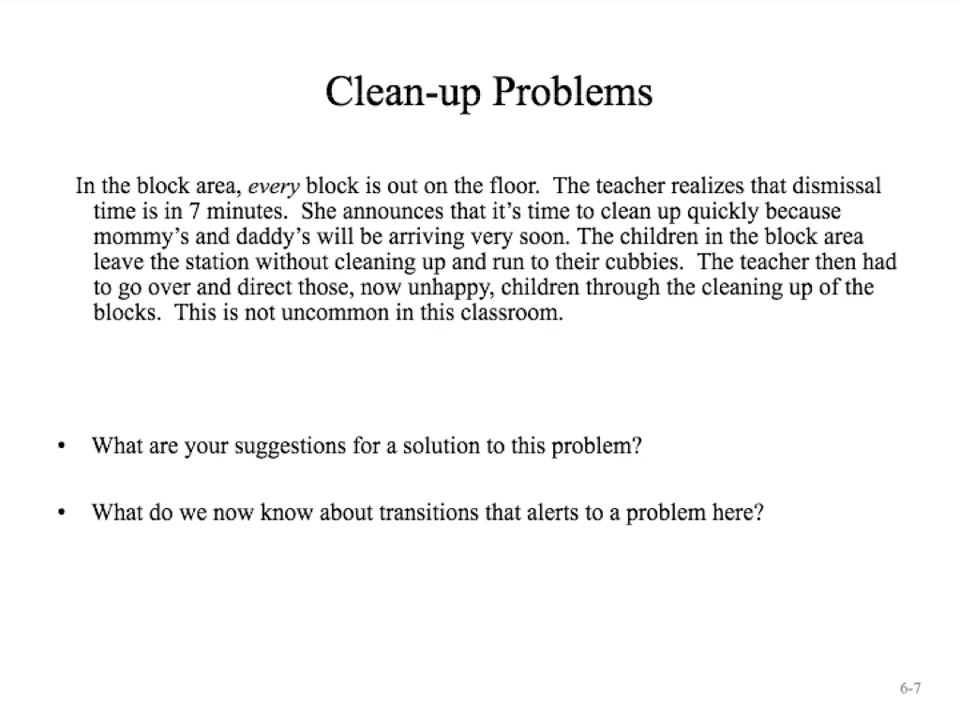 Clean-up Problems
In the block area, every block is out on the floor. The teacher realizes that dismissal
time is in 7 minutes. She announces that it’s time to clean up quickly because
mommy’s and daddy’s will be arriving very soon. The children in the block area
leave the station without cleaning up and run to their cubbies. The teacher then had
to go over and direct those, now unhappy, children through the cleaning up of the
blocks. This is not uncommon in this classroom.
• What are your suggestions for a solution to this problem?
• What do we now know about transitions that alerts to a problem here?
6-7